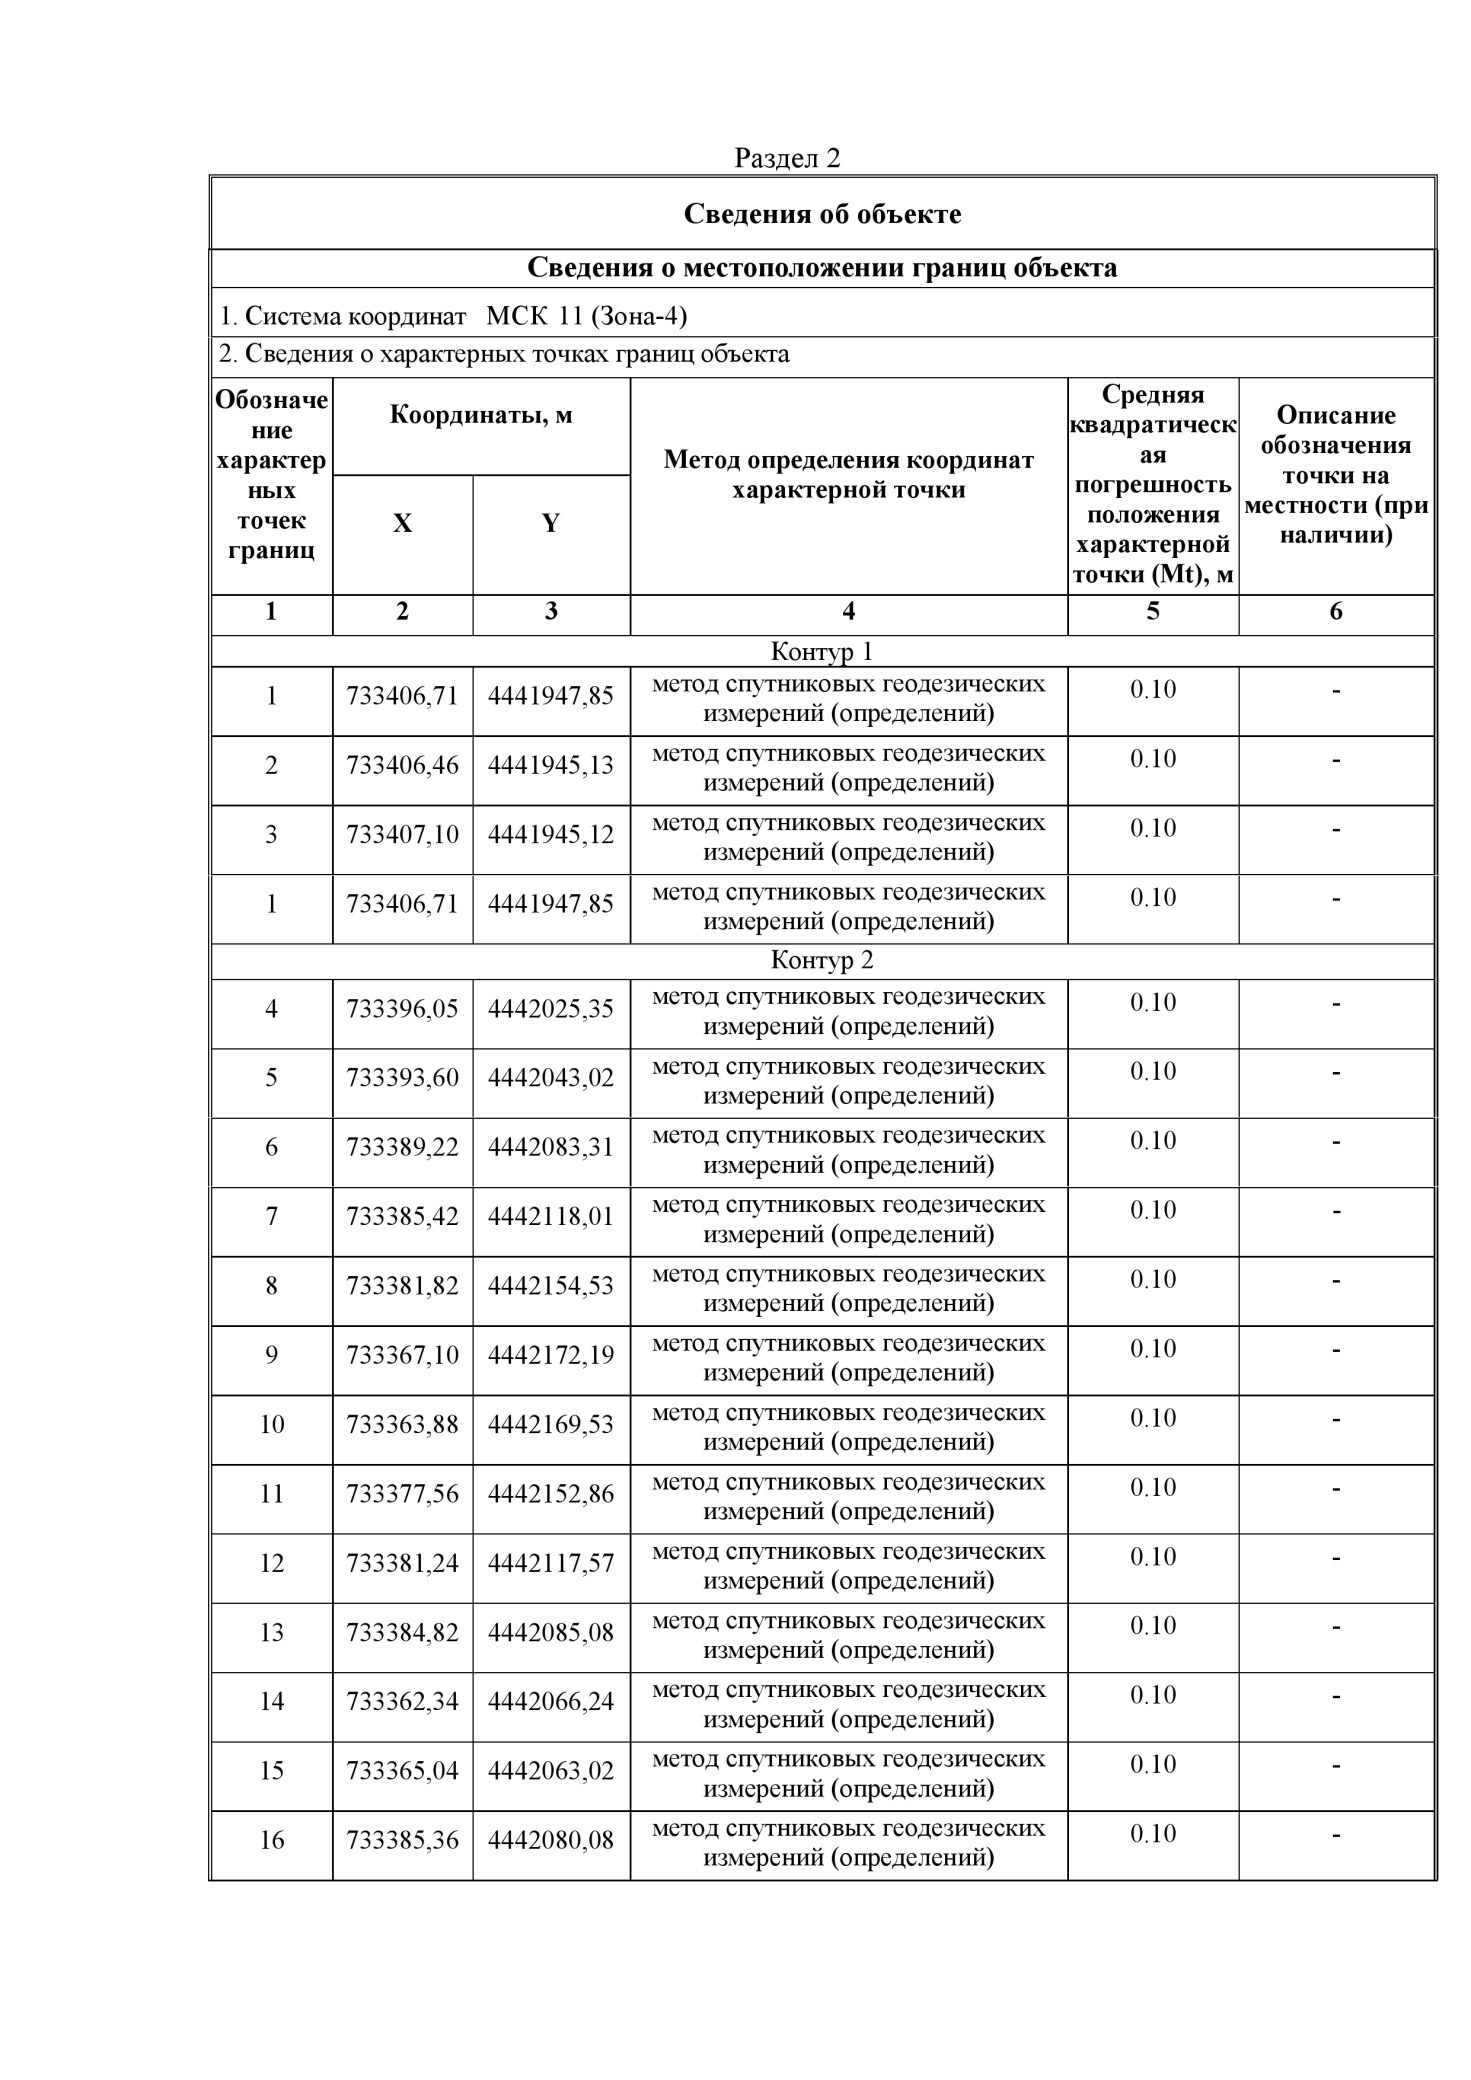 Раздел 2
Сведения об объекте
Сведения о местоположении границ объекта
1. Система координат МСК 11 (Зона-4)
2. Сведения о характерных точках границ объекта
Обозначе
ние
характер
ных
точек
границ
Координаты, м
X
Y
Метод определения координат
характерной точки
Средняя
квадратическ
ая
погрешность
положения
характерной
точки (Mt), м
Описание
обозначения
точки на
местности (при
наличии)
1 2 3 4 5 6
Контур 1
1 733406,71 4441947,85 метод спутниковых геодезических 0.10 -
измерений (определений)
2 733406,46 4441945,13 метод спутниковых геодезических 0.10 -
измерений (определений)
3 733407,10 4441945,12 метод спутниковых геодезических 0.10 -
измерений (определений)
1 733406,71 4441947,85 метод спутниковых геодезических 0.10 -
измерений (определений)
Контур 2
4 733396,05 4442025,35 метод спутниковых геодезических 0.10 -
измерений (определений)
5 733393,60 4442043,02 метод спутниковых геодезических 0.10 -
измерений (определений)
6 733389,22 4442083,31 метод спутниковых геодезических 0.10 -
измерений (определений)
7 733385,42 4442118,01 метод спутниковых геодезических 0.10 -
измерений (определений)
8 733381,82 4442154,53 метод спутниковых геодезических 0.10 -
измерений (определений)
9 733367,10 4442172,19 метод спутниковых геодезических 0.10 -
измерений (определений)
10 733363,88 4442169,53 метод спутниковых геодезических 0.10 -
измерений (определений)
11 733377,56 4442152,86 метод спутниковых геодезических 0.10 -
измерений (определений)
12 733381,24 4442117,57 метод спутниковых геодезических 0.10 -
измерений (определений)
13 733384,82 4442085,08 метод спутниковых геодезических 0.10 -
измерений (определений)
14 733362,34 4442066,24 метод спутниковых геодезических 0.10 -
измерений (определений)
15 733365,04 4442063,02 метод спутниковых геодезических 0.10 -
измерений (определений)
16 733385,36 4442080,08 метод спутниковых геодезических 0.10 -
измерений (определений)